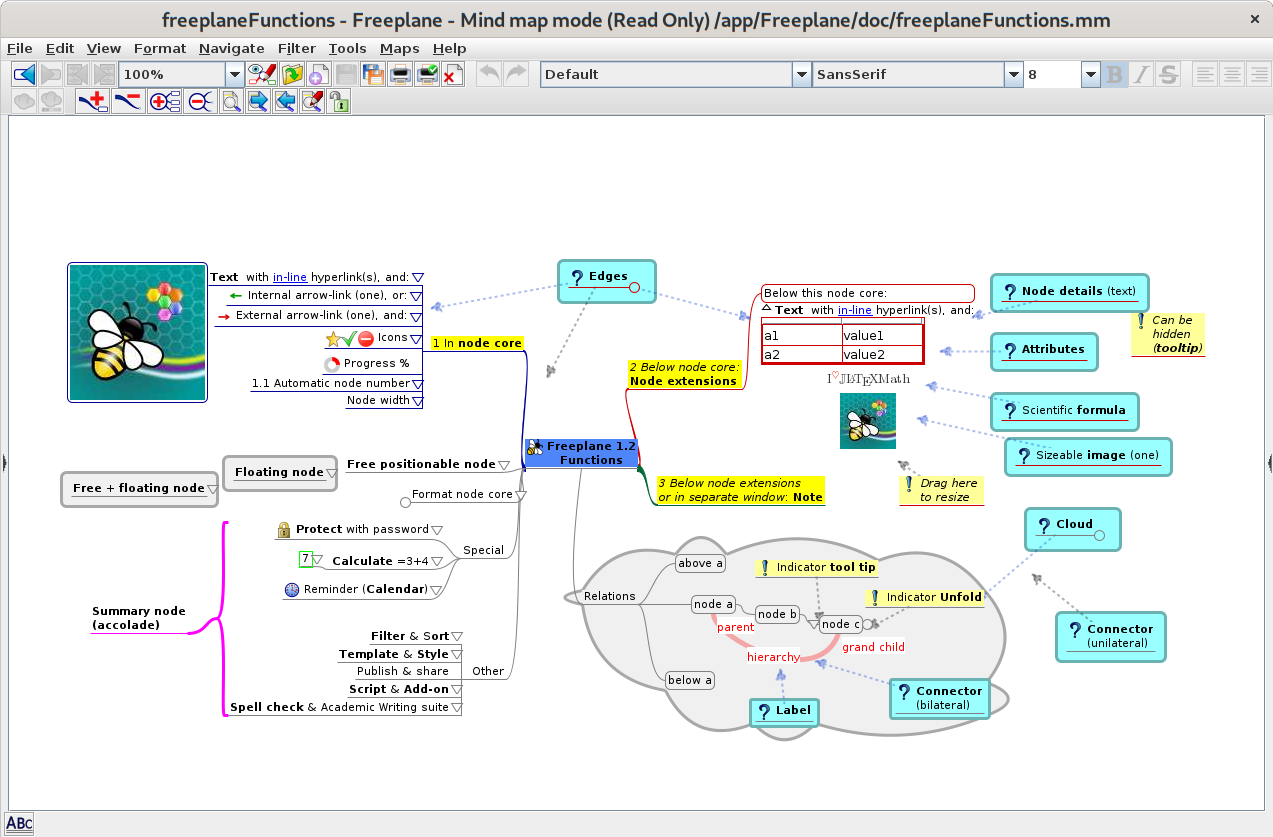 freeplaneFunctions - Freeplane - Mind map mode (Read Only) /app/Freeplane/doc/freeplaneFunctions.mm
File Edit View Format Navigate Filter Tools Maps Help
100%
Default
SansSerif
8
B I S
Text with in-line hyperlink(s), and:
Internal arrow-link (one), or:
External arrow-link (one), and:
Icons
Progress %
1.1 Automatic node number
Node width
1 In node core
Edges
Below this node core:
Text with in-line hyperlink(s), and:
a1 value1
a2 value2
I♡JLATEXMath
2 Below node core:
Node extensions
Node details (text)
Can be
hidden
(tooltip)
Attributes
Scientific formula
Sizeable image (one)
Drag here
to resize
Freeplane 1.2
Functions
3 Below node extensions
or in separate window: Note
Free positionable node
Floating node
Free + floating node
Format node core
Protect with password
7
Calculate =3+4
Reminder (Calendar)
Special
Summary node
(accolade)
Filter & Sort
Template & Style
Publish & share
Script & Add-on
Spell check & Academic Writing suite
Other
Relations
above a
node a
node b
node c
below a
parent
hierarchy
grand child
Indicator tool tip
Indicator Unfold
Cloud
Connector
(unilateral)
Connector
(bilateral)
Label
ABC